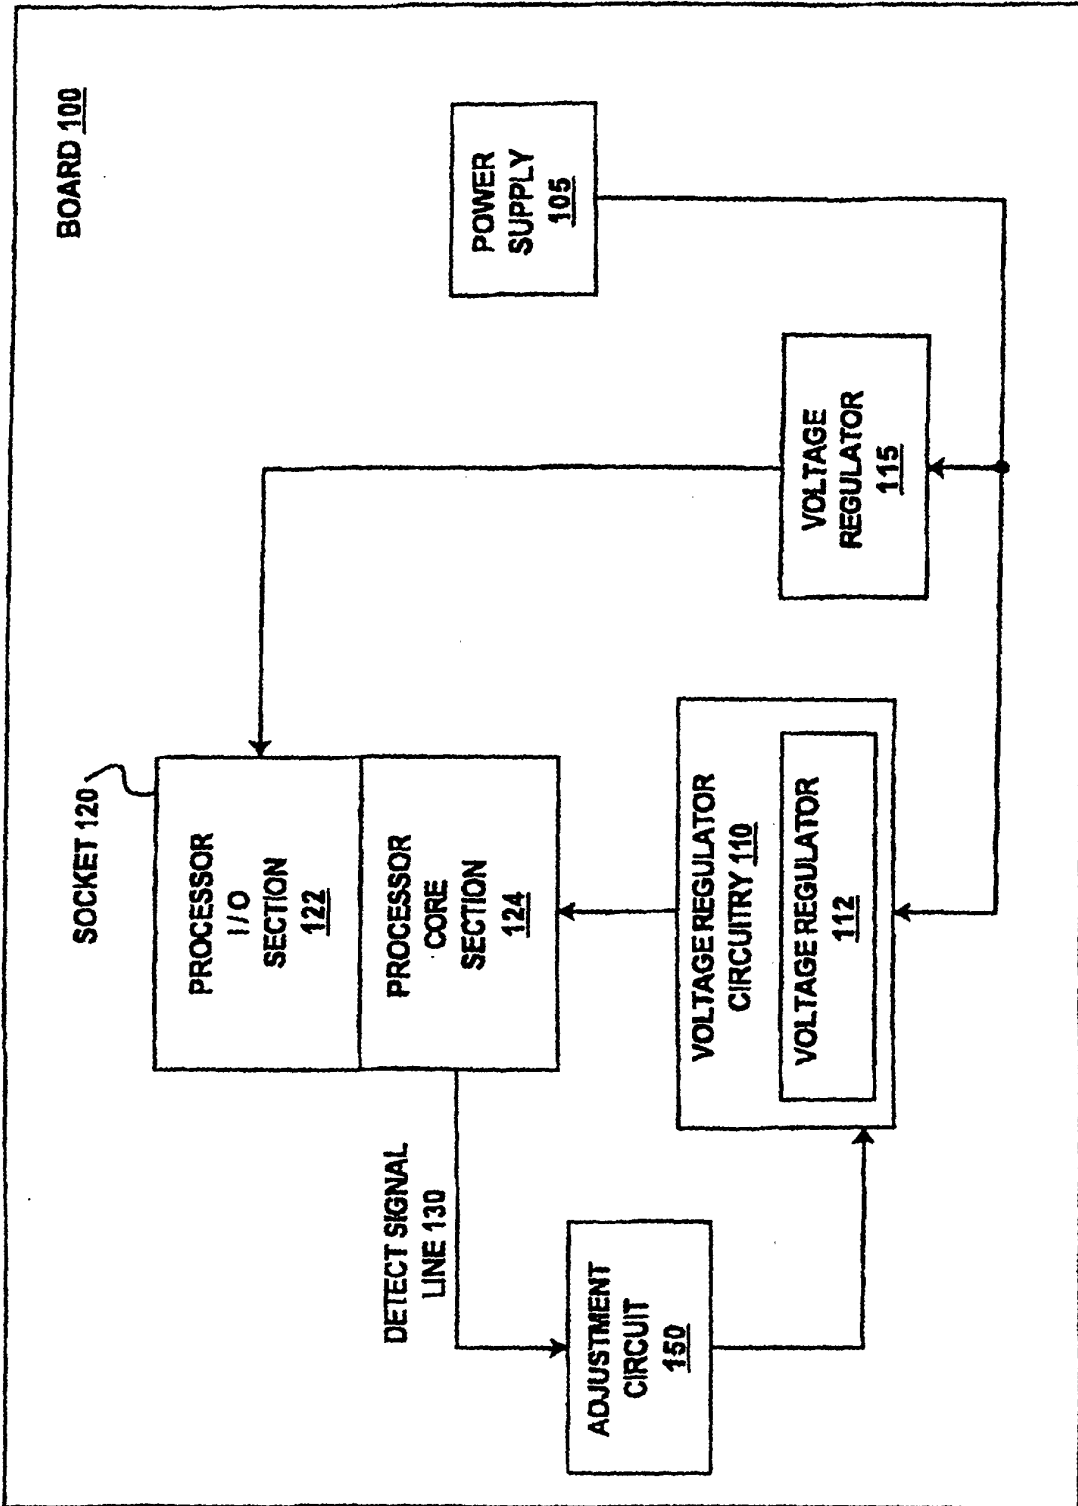 BOARD 100
POWER
SUPPLY
105
VOLTAGE
REGULATOR
115
SOCKET 120
PROCESSOR
I/O
SECTION
122
PROCESSOR
CORE
SECTION
124
VOLTAGE REGULATOR
CIRCUITRY 110
VOLTAGE REGULATOR
112
DETECT SIGNAL
LINE 130
ADJUSTMENT
CIRCUIT
150